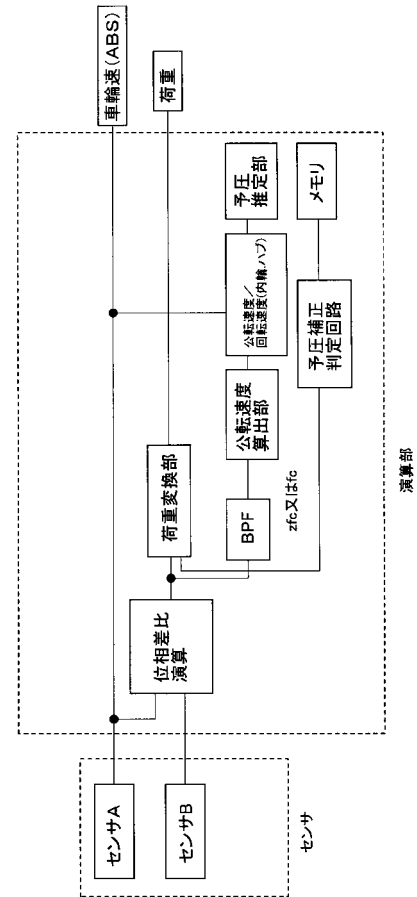 センサA
センサB
センサ
位相差比
演算
荷重変換部
BPF
zfc又はfc
公転速度
算出部
公転速度／
回転速度(内輪、ハブ)
予圧
推定部
予圧補正
判定回路
メモリ
車輪速(ABS)
荷重
演算部